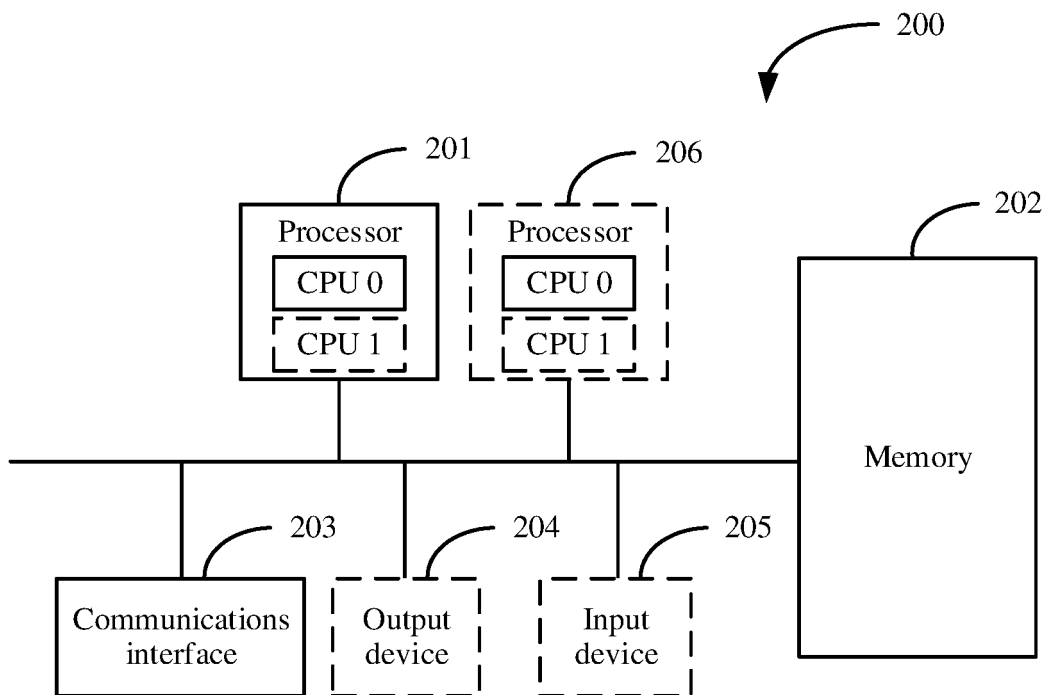 200
201
206
202
Processor
Processor
CPU 0
CPU 0
CPU 1
CPU 1
Memory
203
204
205
Communications
interface
Output
device
Input
device